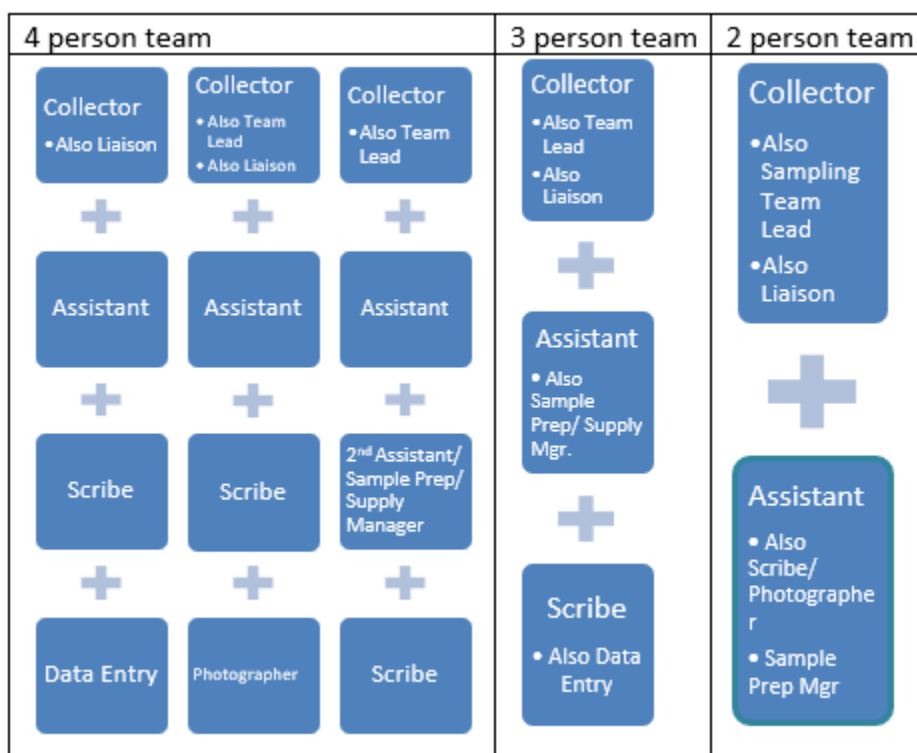 4 person team
3 person team
2 person team
Collector
• Also Liaison
Collector
• Also Team
Lead
• Also Liaison
Collector
• Also Team
Lead
Assistant
Assistant
Assistant
Scribe
Scribe
2nd Assistant/
Sample Prep/
Supply
Manager
Data Entry
Photographer
Scribe
Collector
• Also Team
Lead
• Also
Liaison
Assistant
• Also
Sample
Prep/ Supply
Mgr.
Scribe
• Also Data
Entry
Collector
• Also
Sampling
Team
Lead
• Also
Liaison
Assistant
• Also
Scribe/
Photographe
r
• Sample
Prep Mgr